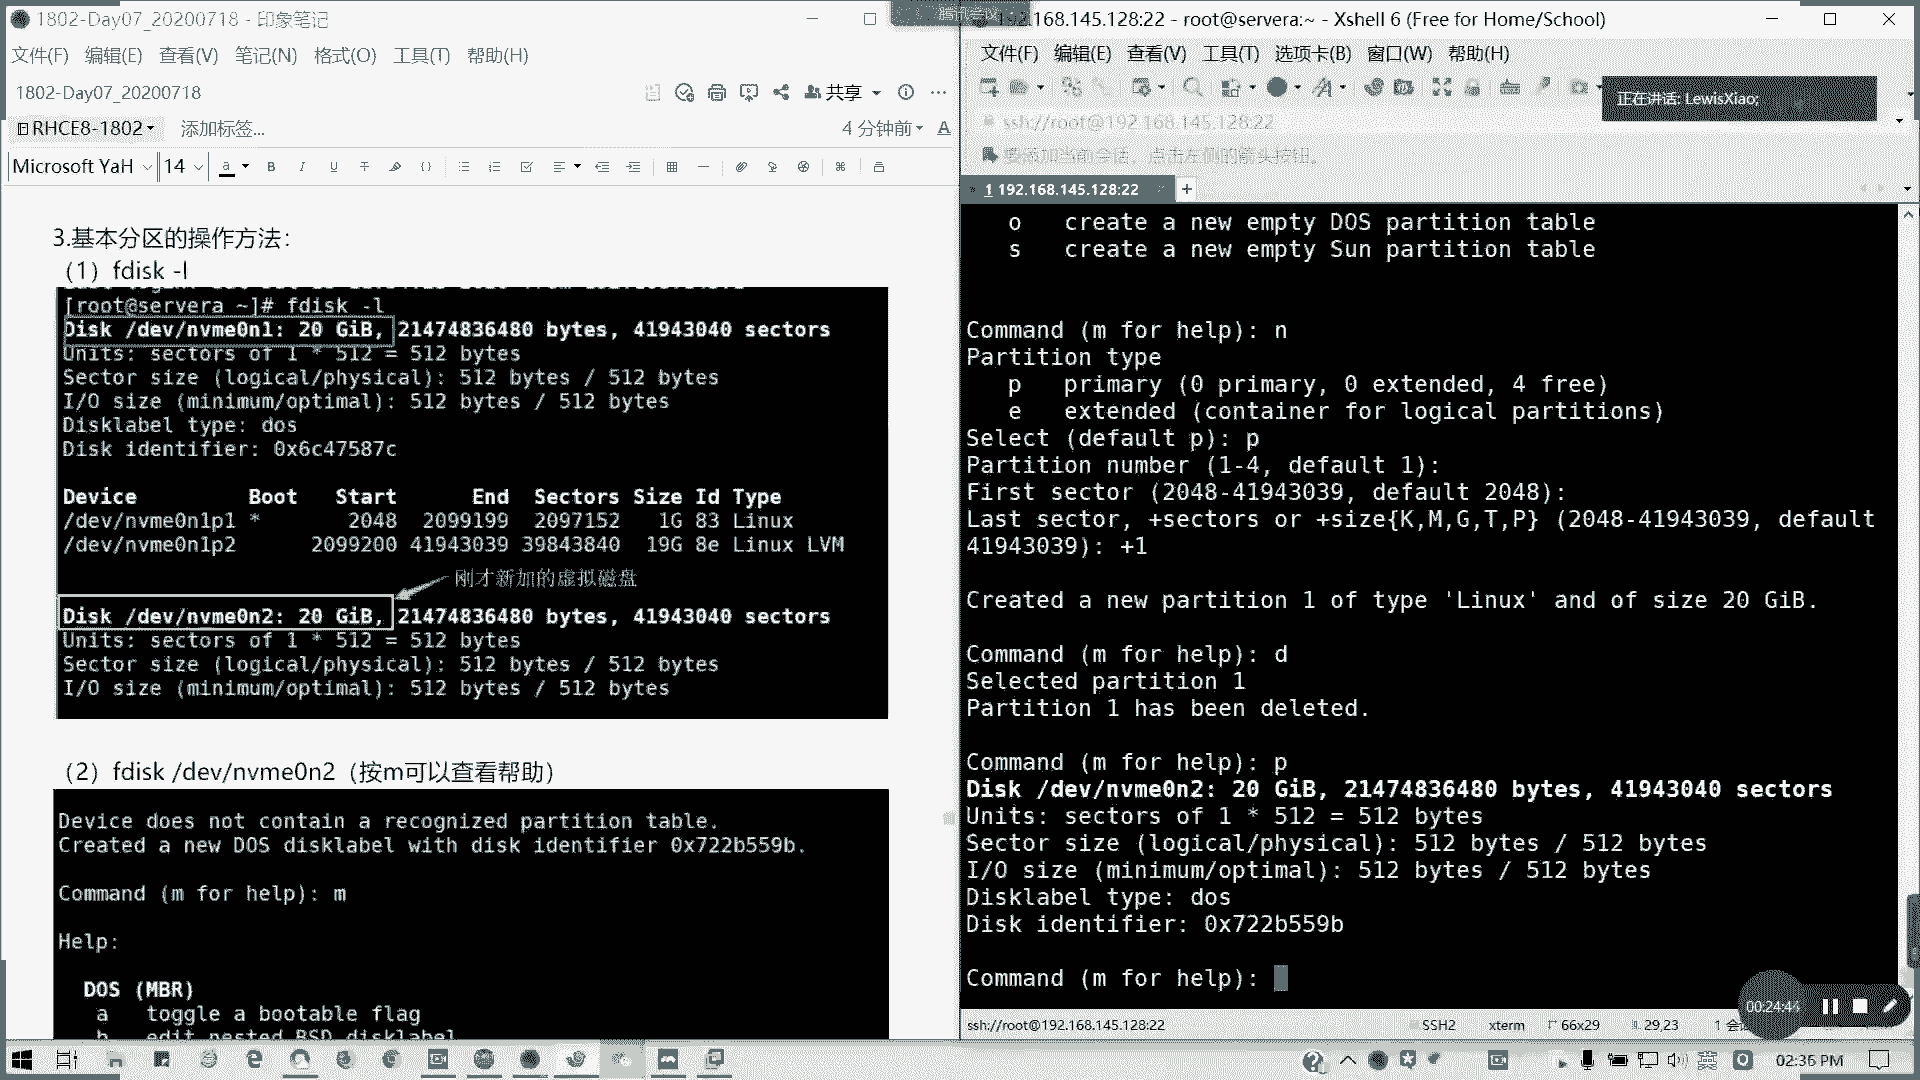 1802-Day07_20200718 - 印象笔记
文件(F) 编辑(E) 查看(V) 笔记(N) 格式(O) 工具(T) 帮助(H)
1802-Day07_20200718
共享
RHCE8-1802 添加标签...
4 分钟前
Microsoft YaH 14
3.基本分区的操作方法：
（1）fdisk -l
[root@servera ~]# fdisk -l
Disk /dev/nvme0n1: 20 GiB, 21474836480 bytes, 41943040 sectors
Units: sectors of 1 * 512 = 512 bytes
Sector size (logical/physical): 512 bytes / 512 bytes
I/O size (minimum/optimal): 512 bytes / 512 bytes
Disklabel type: dos
Disk identifier: 0x6c47587c
Device Boot Start End Sectors Size Id Type
/dev/nvme0n1p1 * 2048 2099199 2097152 1G 83 Linux
/dev/nvme0n1p2 2099200 41943039 39843840 19G 8e Linux LVM
刚才新加的虚拟磁盘
Disk /dev/nvme0n2: 20 GiB, 21474836480 bytes, 41943040 sectors
Units: sectors of 1 * 512 = 512 bytes
Sector size (logical/physical): 512 bytes / 512 bytes
I/O size (minimum/optimal): 512 bytes / 512 bytes
（2）fdisk /dev/nvme0n2（按m可以查看帮助）
Device does not contain a recognized partition table.
Created a new DOS disklabel with disk identifier 0x722b559b.
Command (m for help): m
Help:
DOS (MBR)
a toggle a bootable flag
b edit nested BSD disklabel
腾讯会议
192.168.145.128:22 - root@servera:~ - Xshell 6 (Free for Home/School)
文件(F) 编辑(E) 查看(V) 工具(T) 选项卡(B) 窗口(W) 帮助(H)
正在讲话: LewisXiao;
ssh://root@192.168.145.128:22
要添加当前会话，点击左侧的箭头按钮。
1 192.168.145.128:22
o create a new empty DOS partition table
s create a new empty Sun partition table
Command (m for help): n
Partition type
p primary (0 primary, 0 extended, 4 free)
e extended (container for logical partitions)
Select (default p): p
Partition number (1-4, default 1):
First sector (2048-41943039, default 2048):
Last sector, +sectors or +size{K,M,G,T,P} (2048-41943039, default
41943039): +1
Created a new partition 1 of type 'Linux' and of size 20 GiB.
Command (m for help): d
Selected partition 1
Partition 1 has been deleted.
Command (m for help): p
Disk /dev/nvme0n2: 20 GiB, 21474836480 bytes, 41943040 sectors
Units: sectors of 1 * 512 = 512 bytes
Sector size (logical/physical): 512 bytes / 512 bytes
I/O size (minimum/optimal): 512 bytes / 512 bytes
Disklabel type: dos
Disk identifier: 0x722b559b
Command (m for help):
00:24:44
ssh://root@192.168.145.128:22 SSH2 xterm 66x29 29,23 1
英
02:36 PM